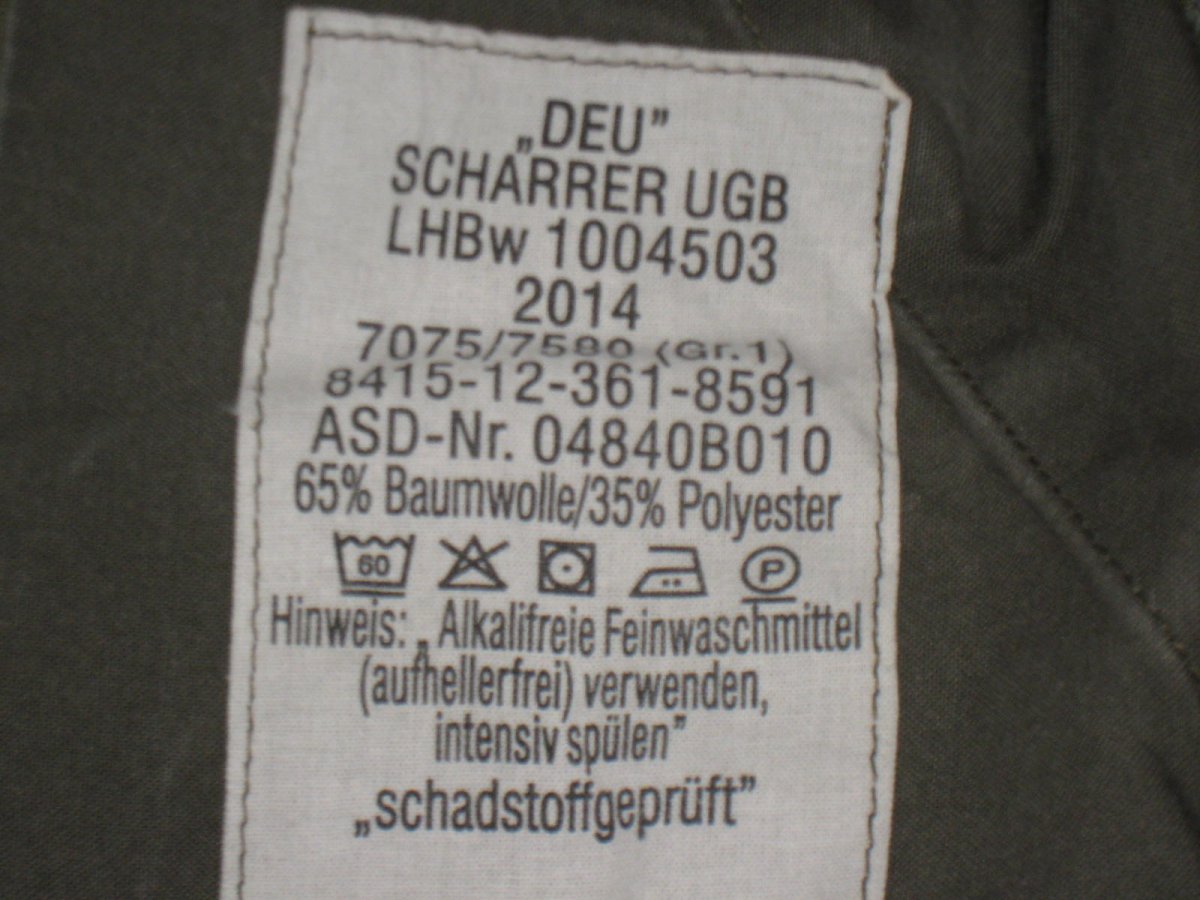 „DEU”
SCHARRER UGB
LHBw 1004503
2014
7075/7580 (Gr.1)
8415-12-361-8591
ASD-Nr. 04840B010
65% Baumwolle/35% Polyester
60 P
Hinweis: „Alkalifreie Feinwaschmittel
(aufhellerfrei) verwenden,
intensiv spülen”
„schadstoffgeprüft”